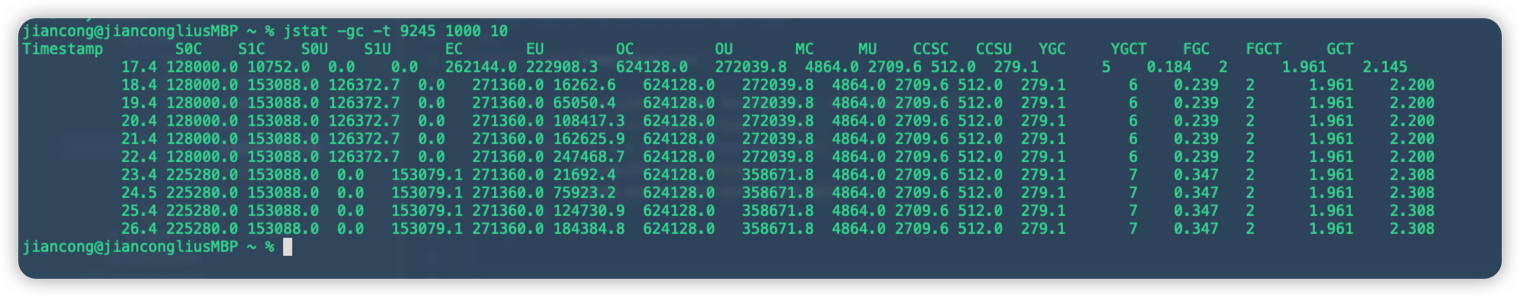 jiancong@jiancongliusMBP ~ % jstat -gc -t 9245 1000 10
Timestamp S0C S1C S0U S1U EC EU OC OU MC MU CCSC CCSU YGC YGCT FGC FGCT GCT
17.4 128000.0 10752.0 0.0 0.0 262144.0 222908.3 624128.0 272039.8 4864.0 2709.6 512.0 279.1 5 0.184 2 1.961 2.145
18.4 128000.0 153088.0 126372.7 0.0 271360.0 16262.6 624128.0 272039.8 4864.0 2709.6 512.0 279.1 6 0.239 2 1.961 2.200
19.4 128000.0 153088.0 126372.7 0.0 271360.0 65050.4 624128.0 272039.8 4864.0 2709.6 512.0 279.1 6 0.239 2 1.961 2.200
20.4 128000.0 153088.0 126372.7 0.0 271360.0 108417.3 624128.0 272039.8 4864.0 2709.6 512.0 279.1 6 0.239 2 1.961 2.200
21.4 128000.0 153088.0 126372.7 0.0 271360.0 162625.9 624128.0 272039.8 4864.0 2709.6 512.0 279.1 6 0.239 2 1.961 2.200
22.4 128000.0 153088.0 126372.7 0.0 271360.0 247468.7 624128.0 272039.8 4864.0 2709.6 512.0 279.1 6 0.239 2 1.961 2.200
23.4 225280.0 153088.0 0.0 153079.1 271360.0 21692.4 624128.0 358671.8 4864.0 2709.6 512.0 279.1 7 0.347 2 1.961 2.308
24.5 225280.0 153088.0 0.0 153079.1 271360.0 75923.2 624128.0 358671.8 4864.0 2709.6 512.0 279.1 7 0.347 2 1.961 2.308
25.4 225280.0 153088.0 0.0 153079.1 271360.0 124730.9 624128.0 358671.8 4864.0 2709.6 512.0 279.1 7 0.347 2 1.961 2.308
26.4 225280.0 153088.0 0.0 153079.1 271360.0 184384.8 624128.0 358671.8 4864.0 2709.6 512.0 279.1 7 0.347 2 1.961 2.308
jiancong@jiancongliusMBP ~ %